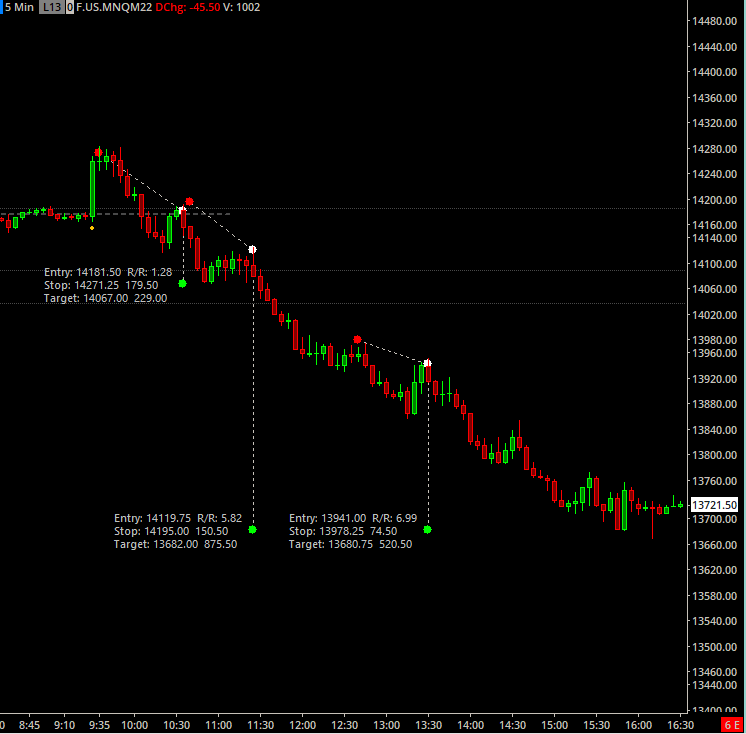 5 Min L13 0 F.US.MNQM22 DChg: -45.50 V: 1002
14480.00
14440.00
14400.00
14360.00
14320.00
14280.00
14240.00
14200.00
14160.00
14140.00
14100.00
14060.00
14020.00
13980.00
13960.00
13920.00
13880.00
13840.00
13800.00
13760.00
13721.50
13700.00
13660.00
13620.00
13580.00
13540.00
13500.00
13460.00
13440.00
13400.00
Entry: 14181.50 R/R: 1.28
Stop: 14271.25 179.50
Target: 14067.00 229.00
Entry: 14119.75 R/R: 5.82
Stop: 14195.00 150.50
Target: 13682.00 875.50
Entry: 13941.00 R/R: 6.99
Stop: 13978.25 74.50
Target: 13680.75 520.50
0 8:45 9:10 9:35 10:00 10:30 11:00 11:30 12:00 12:30 13:00 13:30 14:00 14:30 15:00 15:30 16:00 16:30 6 E